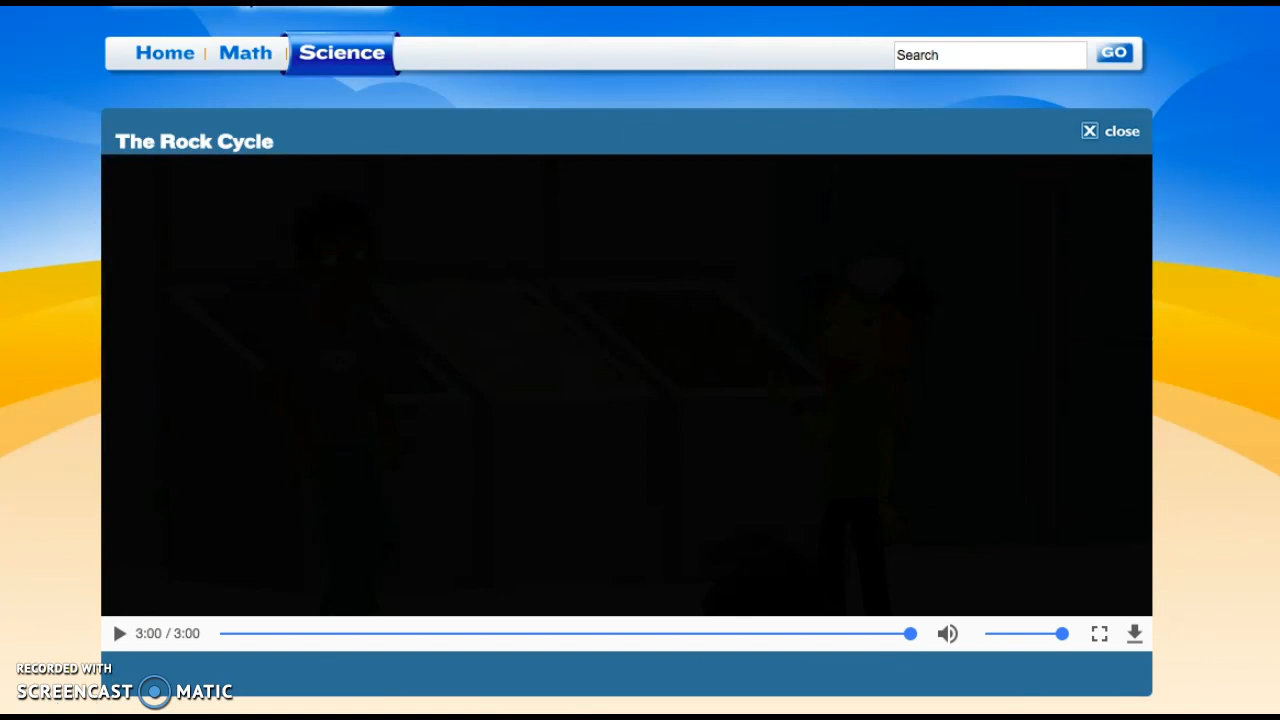 Home Math Science
Search GO
The Rock Cycle
X close
3:00 / 3:00
RECORDED WITH
SCREENCAST MATIC